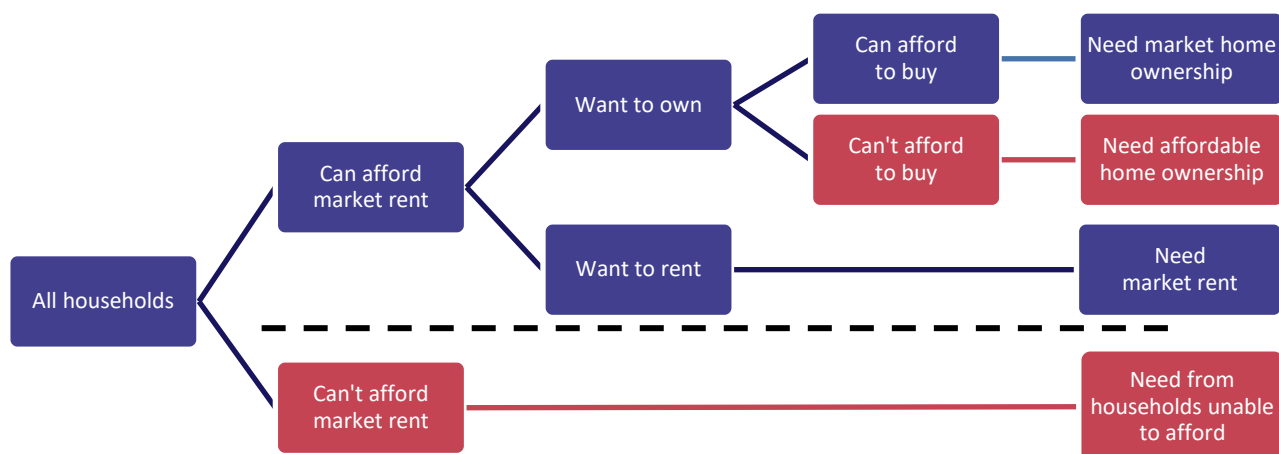 All households
Can afford
market rent
Want to own
Can afford
to buy
Need market home
ownership
Can't afford
to buy
Need affordable
home ownership
Want to rent
Need
market rent
Can't afford
market rent
Need from
households unable
to afford